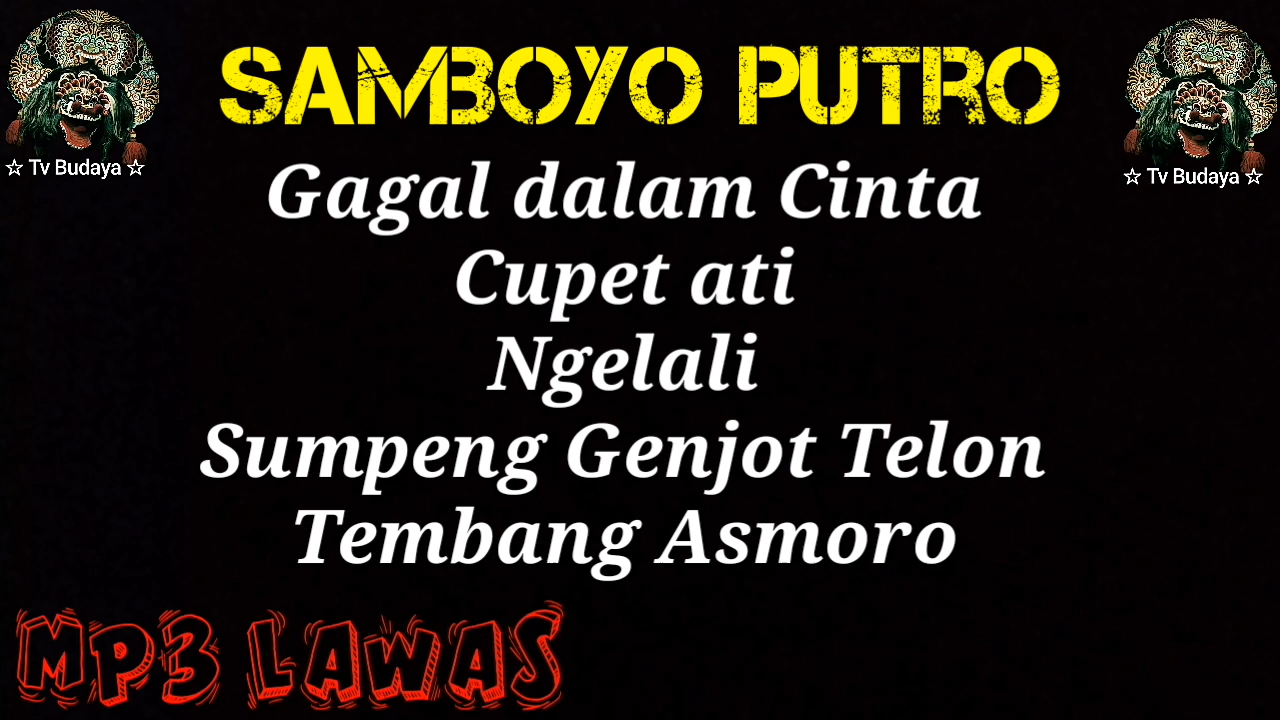 SAMBOYO PUTRO
☆ Tv Budaya ☆
☆ Tv Budaya ☆
Gagal dalam Cinta
Cupet ati
Ngelali
Sumpeng Genjot Telon
Tembang Asmoro
MP3 LAWAS